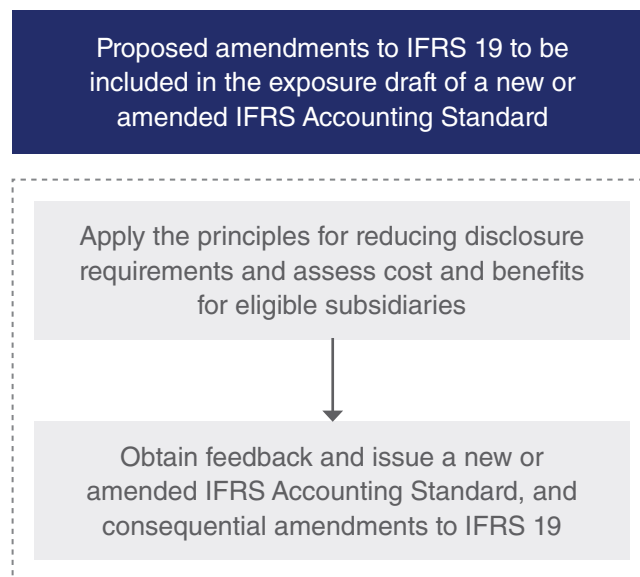 Proposed amendments to IFRS 19 to be
included in the exposure draft of a new or
amended IFRS Accounting Standard
Apply the principles for reducing disclosure
requirements and assess cost and benefits
for eligible subsidiaries
Obtain feedback and issue a new or
amended IFRS Accounting Standard, and
consequential amendments to IFRS 19